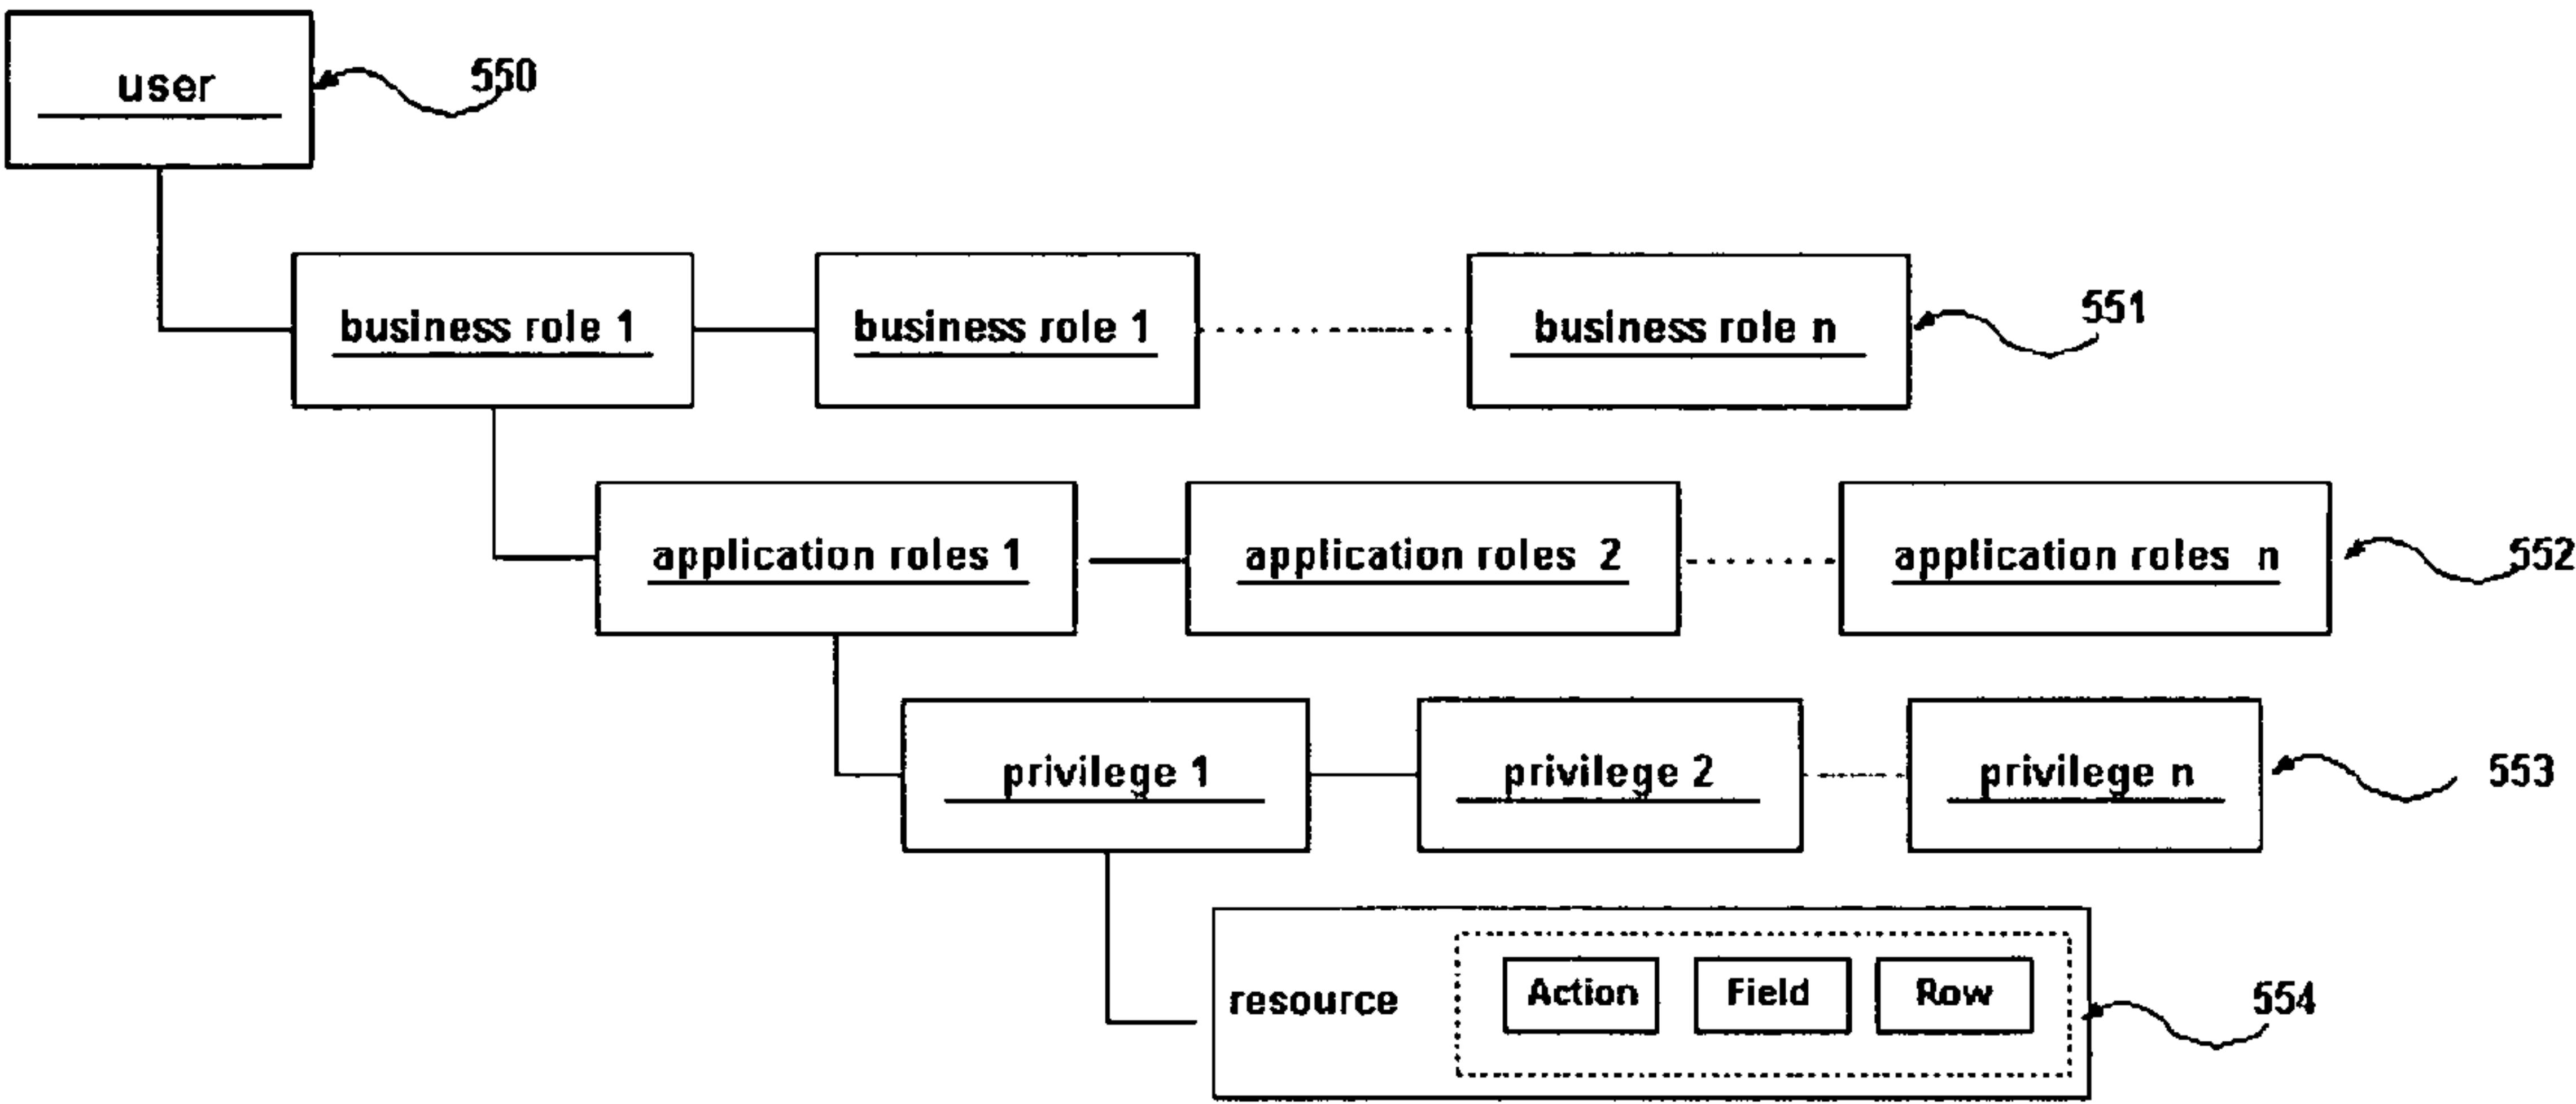 user
550
business role 1
business role 1
business role n
551
application roles 1
application roles 2
application roles n
552
privilege 1
privilege 2
privilege n
553
resource
Action
Field
Row
554